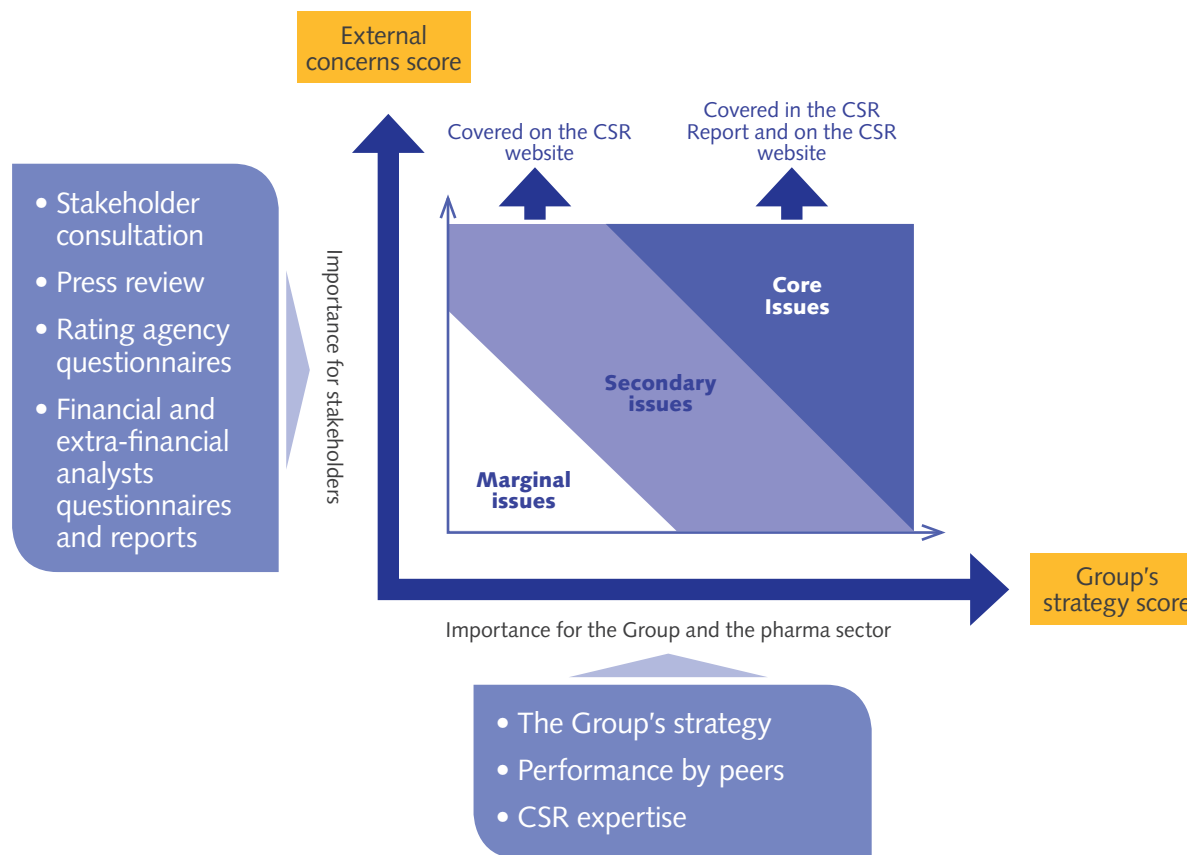 External
concerns score
Covered on the CSR
website
Covered in the CSR
Report and on the CSR
website
• Stakeholder
consultation
• Press review
• Rating agency
questionnaires
• Financial and
extra-financial
analysts
questionnaires
and reports
Importance for stakeholders
Core
Issues
Secondary
issues
Marginal
issues
Group's
strategy score
Importance for the Group and the pharma sector
• The Group's strategy
• Performance by peers
• CSR expertise